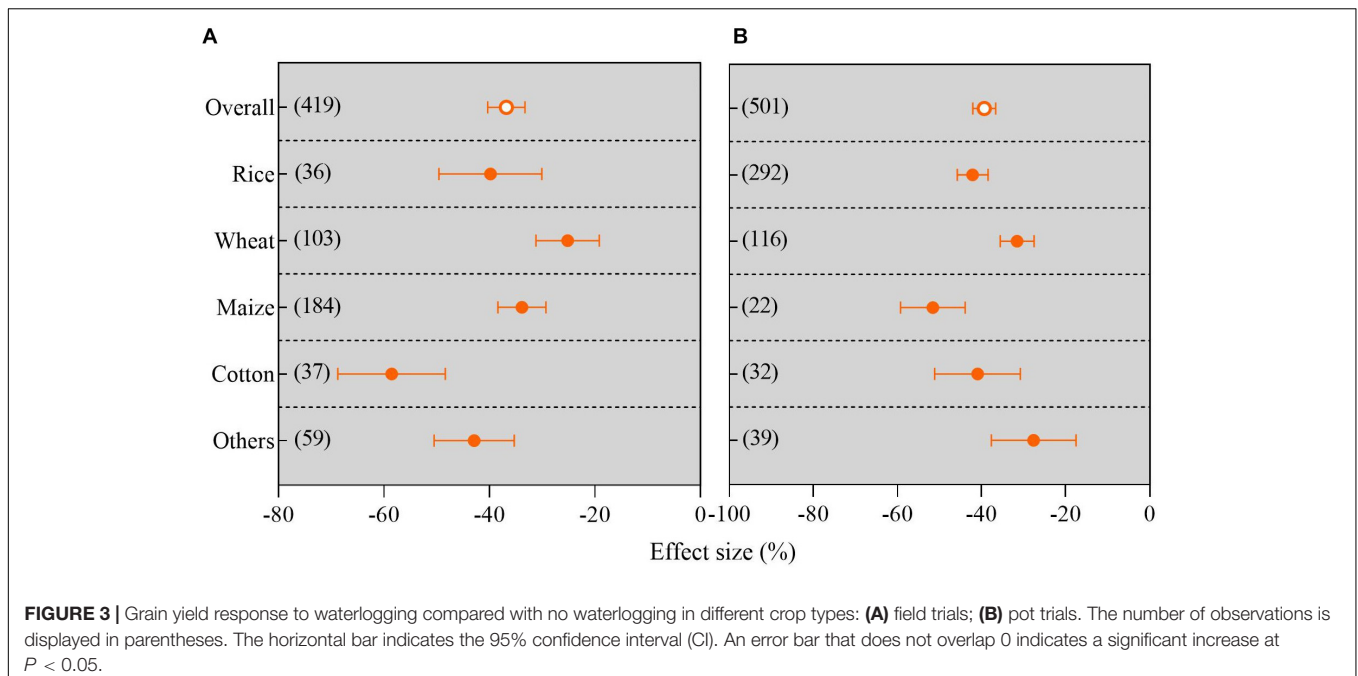 A
B
Overall (419) (501)
Rice (36) (292)
Wheat (103) (116)
Maize (184) (22)
Cotton (37) (32)
Others (59) (39)
-80 -60 -40 -20 0 -100 -80 -60 -40 -20 0
Effect size (%)
FIGURE 3 | Grain yield response to waterlogging compared with no waterlogging in different crop types: (A) field trials; (B) pot trials. The number of observations is
displayed in parentheses. The horizontal bar indicates the 95% confidence interval (CI). An error bar that does not overlap 0 indicates a significant increase at
P < 0.05.